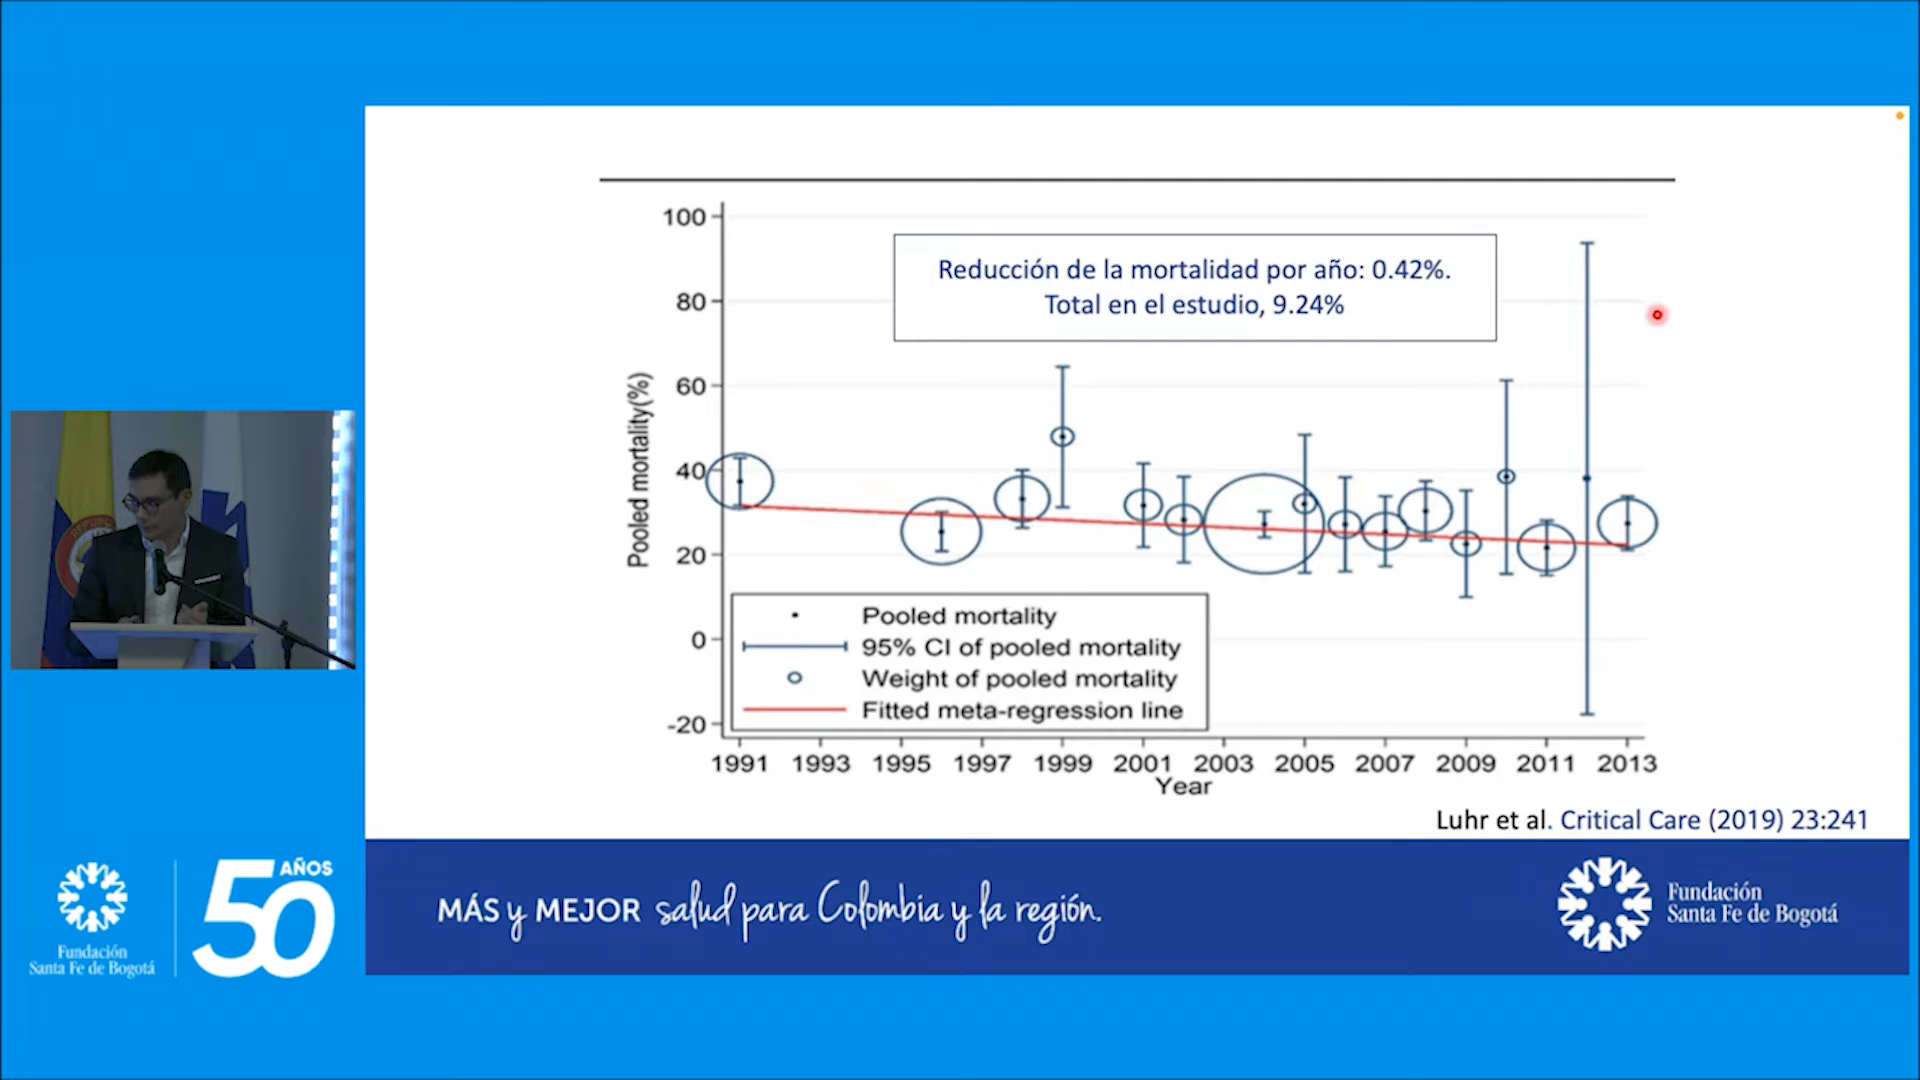 100
80
60
40
20
0
-20
Pooled mortality(%)
Reducción de la mortalidad por año: 0.42%.
Total en el estudio, 9.24%
Pooled mortality
95% CI of pooled mortality
Weight of pooled mortality
Fitted meta-regression line
1991 1993 1995 1997 1999 2001 2003 2005 2007 2009 2011 2013
Year
Luhr et al. Critical Care (2019) 23:241
MÁS y MEJOR salud para Colombia y la región.
Fundación
Santa Fe de Bogotá
50 AÑOS
Fundación
Santa Fe de Bogotá